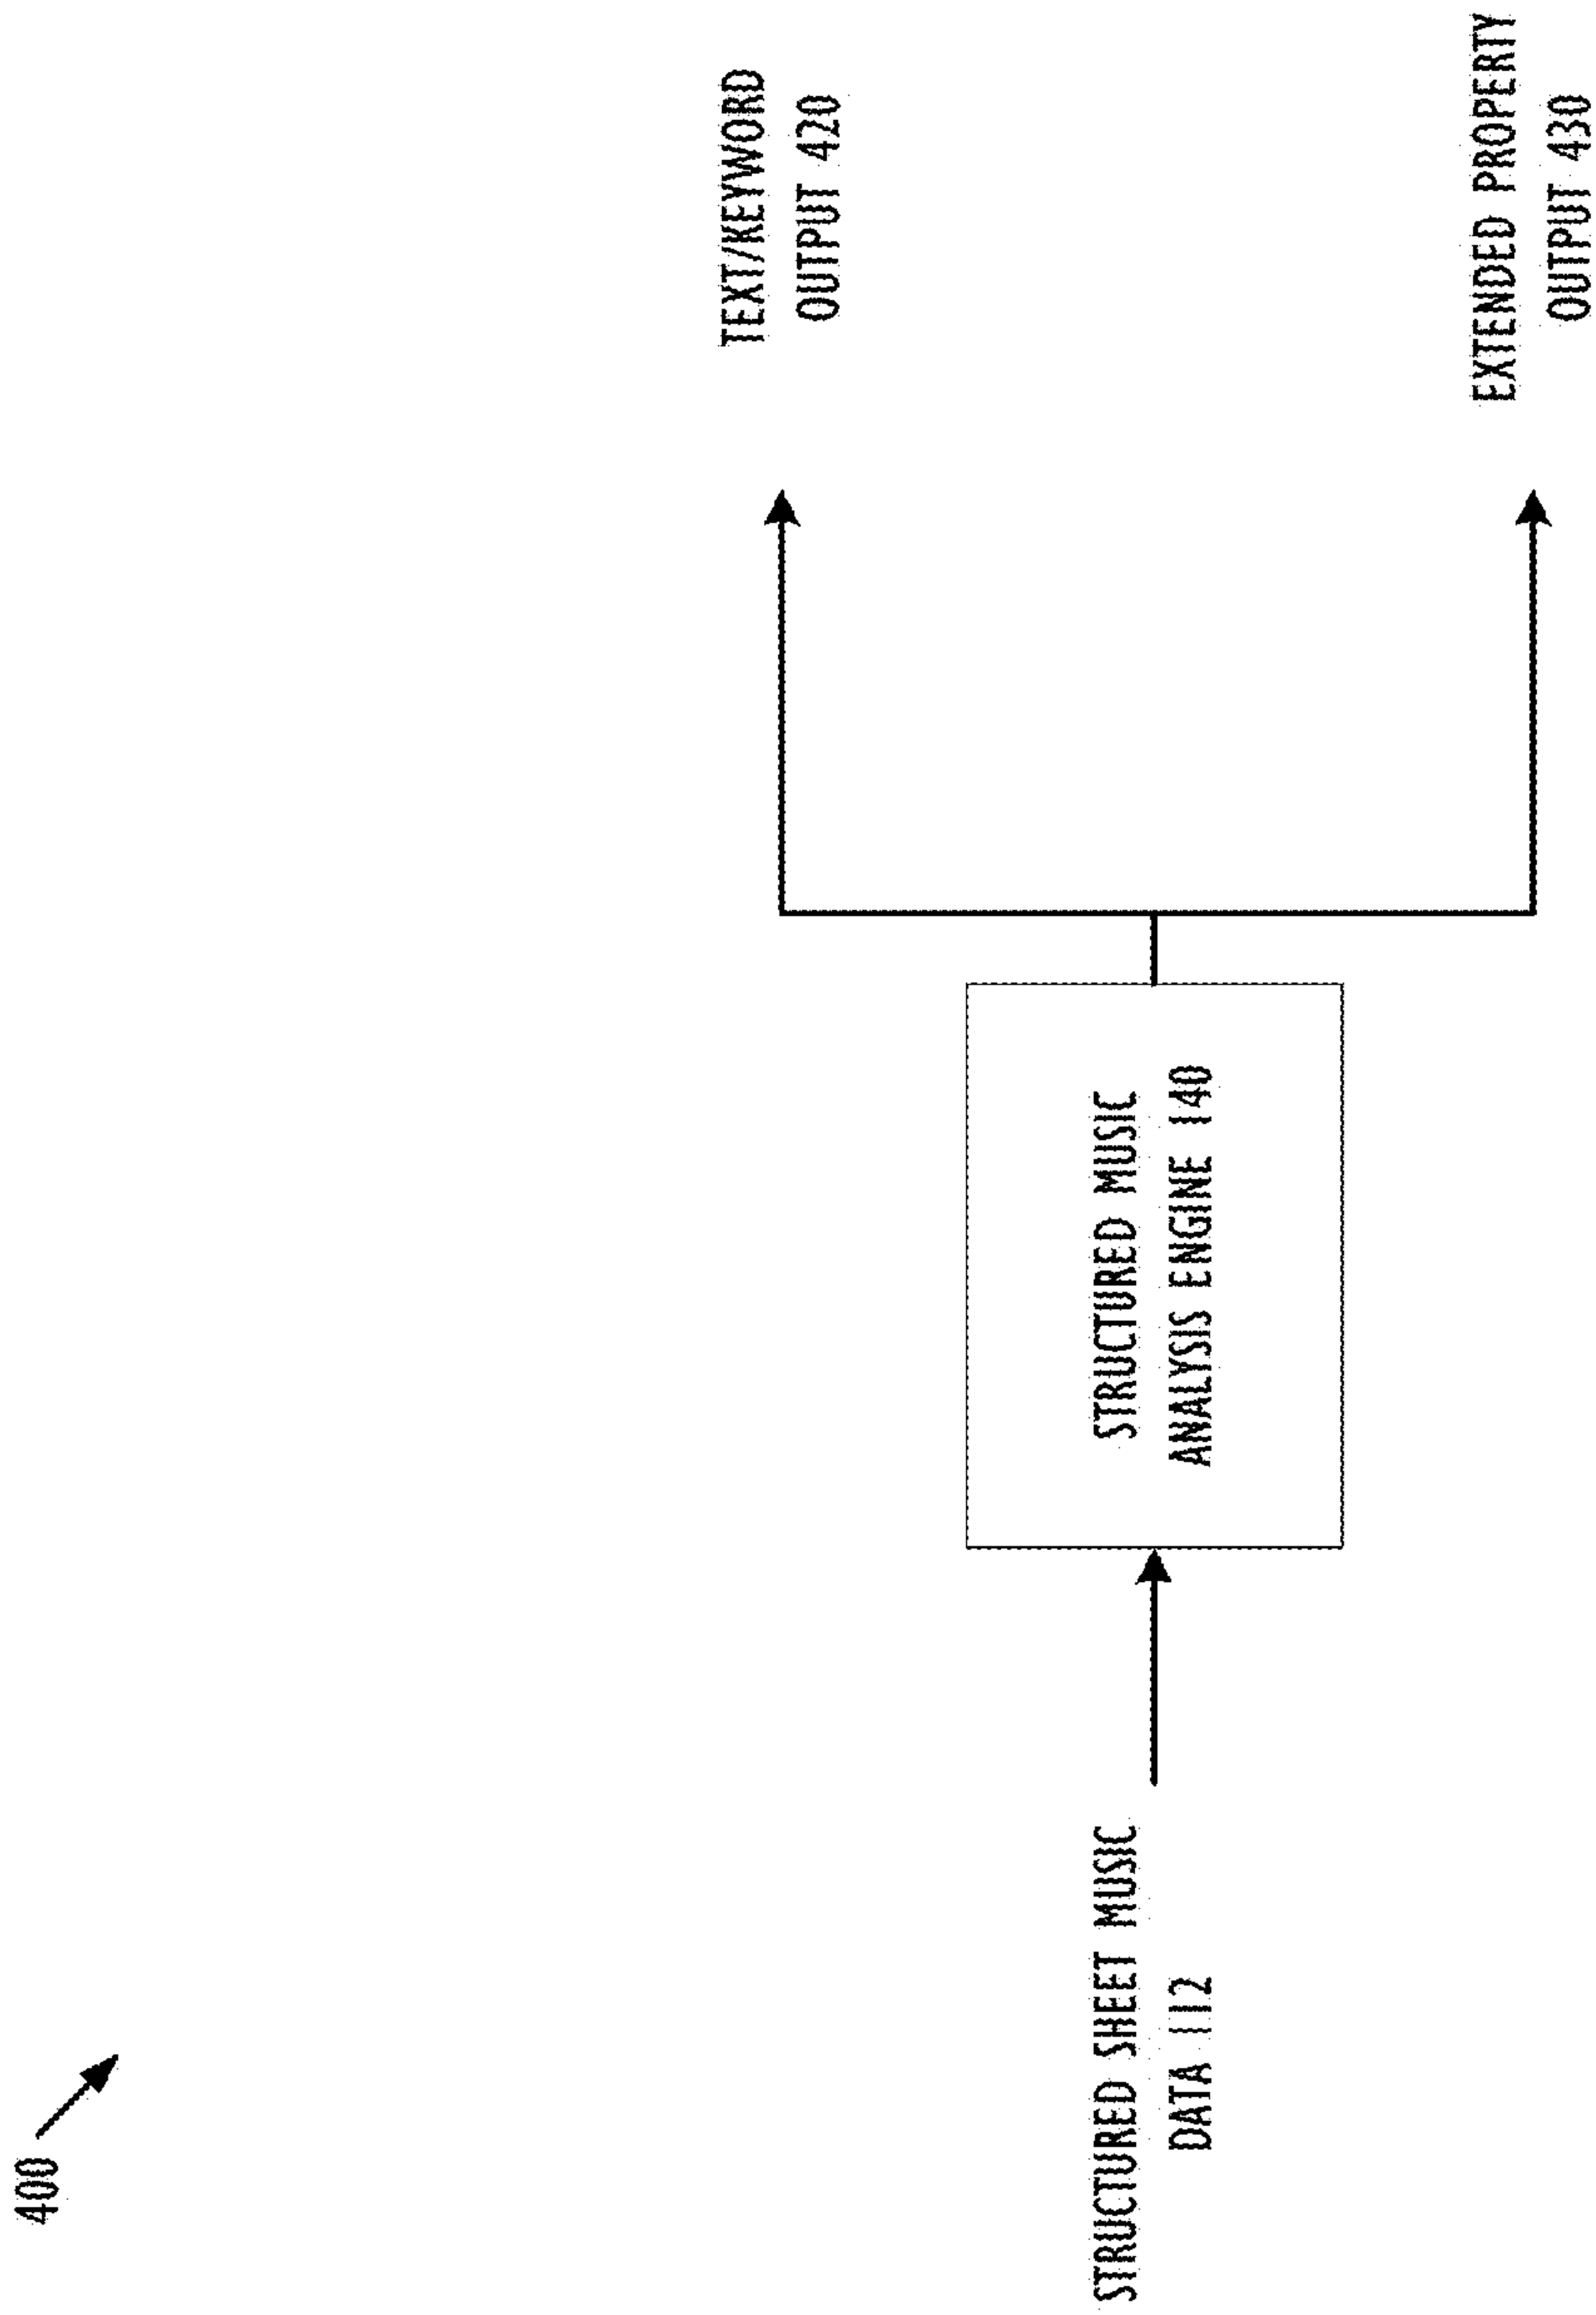 400
TEXT/KEYWORD
OUTPUT 420
STRUCTURED SHEET MUSIC
DATA 112
STRUCTURED MUSIC
ANALYSIS ENGINE 140
EXTENDED PROPERTY
OUTPUT 430